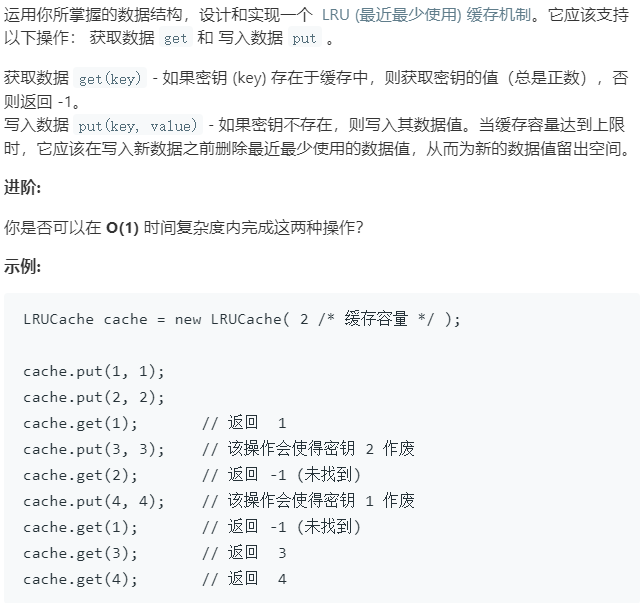 运用你所掌握的数据结构，设计和实现一个 LRU (最近最少使用) 缓存机制。它应该支持
以下操作： 获取数据 get 和 写入数据 put 。
获取数据 get(key) - 如果密钥 (key) 存在于缓存中，则获取密钥的值（总是正数），否
则返回 -1。
写入数据 put(key, value) - 如果密钥不存在，则写入其数据值。当缓存容量达到上限
时，它应该在写入新数据之前删除最近最少使用的数据值，从而为新的数据值留出空间。
进阶:
你是否可以在 O(1) 时间复杂度内完成这两种操作？
示例:
LRUCache cache = new LRUCache( 2 /* 缓存容量 */ );
cache.put(1, 1);
cache.put(2, 2);
cache.get(1);       // 返回  1
cache.put(3, 3);    // 该操作会使得密钥 2 作废
cache.get(2);       // 返回 -1 (未找到)
cache.put(4, 4);    // 该操作会使得密钥 1 作废
cache.get(1);       // 返回 -1 (未找到)
cache.get(3);       // 返回  3
cache.get(4);       // 返回  4